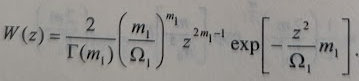 W(z) = \frac{2}{\Gamma(m_1)} \left( \frac{m_1}{\Omega_1} \right)^{m_1} z^{2m_1-1} \exp\left[ -\frac{z^2}{\Omega_1} m_1 \right].